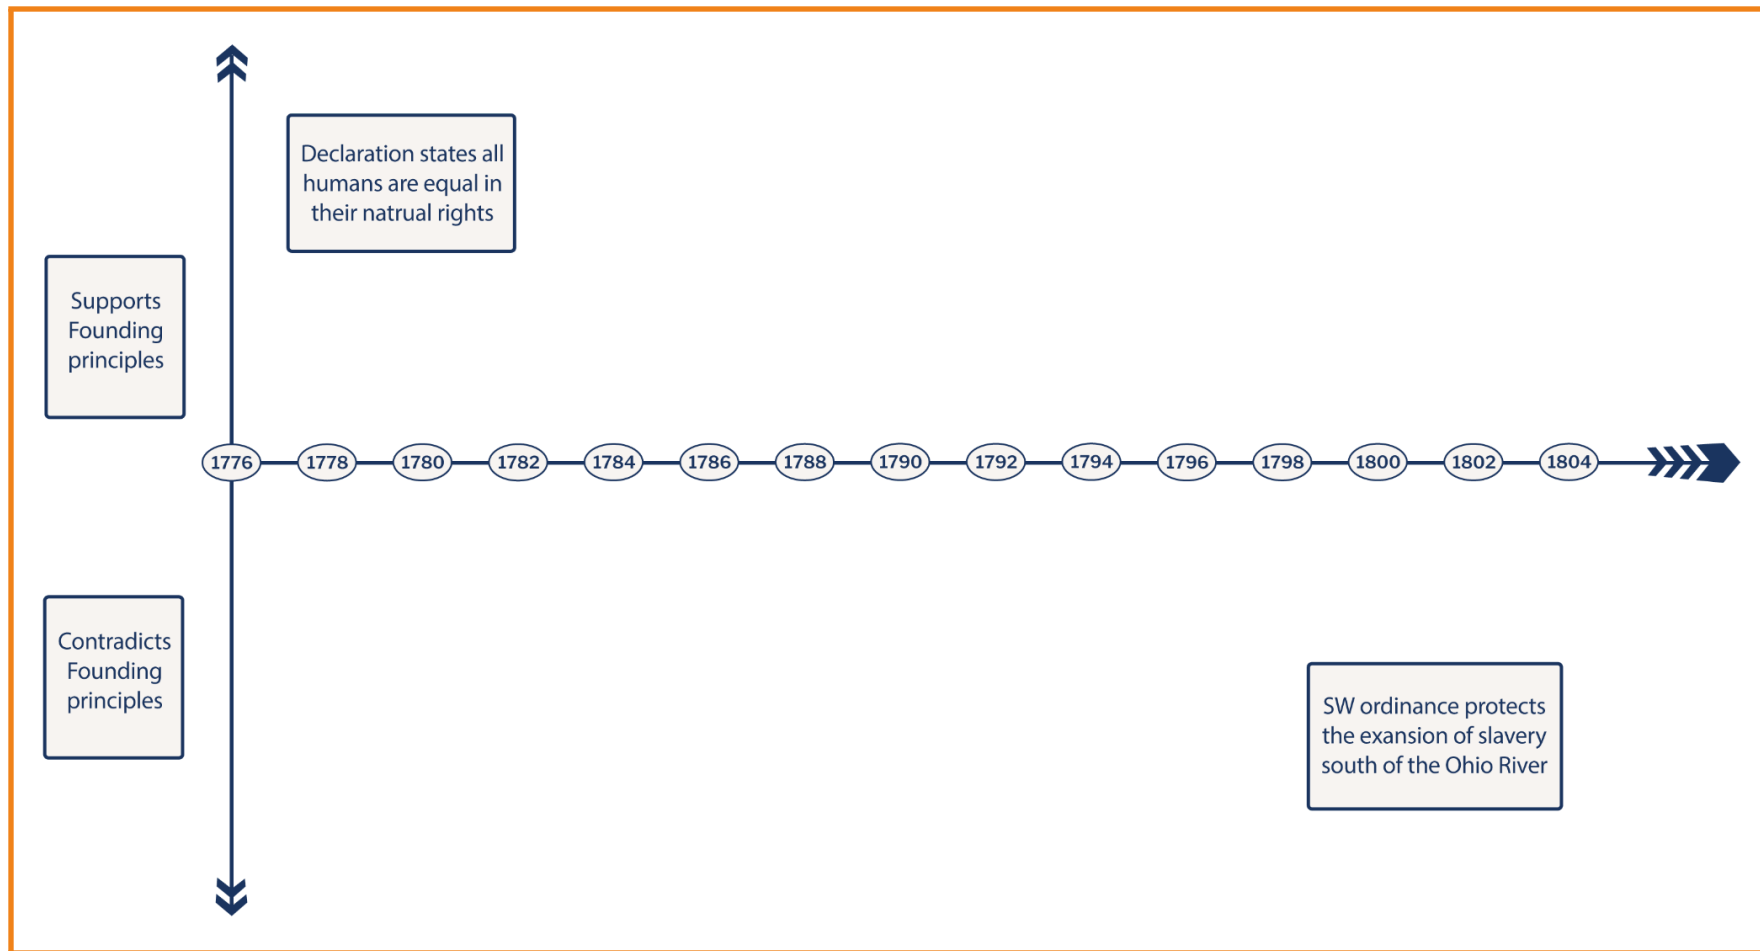 Declaration states all
humans are equal in
their natrual rights
Supports
Founding
principles
1776 1778 1780 1782 1784 1786 1788 1790 1792 1794 1796 1798 1800 1802 1804
Contradicts
Founding
principles
SW ordinance protects
the exansion of slavery
south of the Ohio River